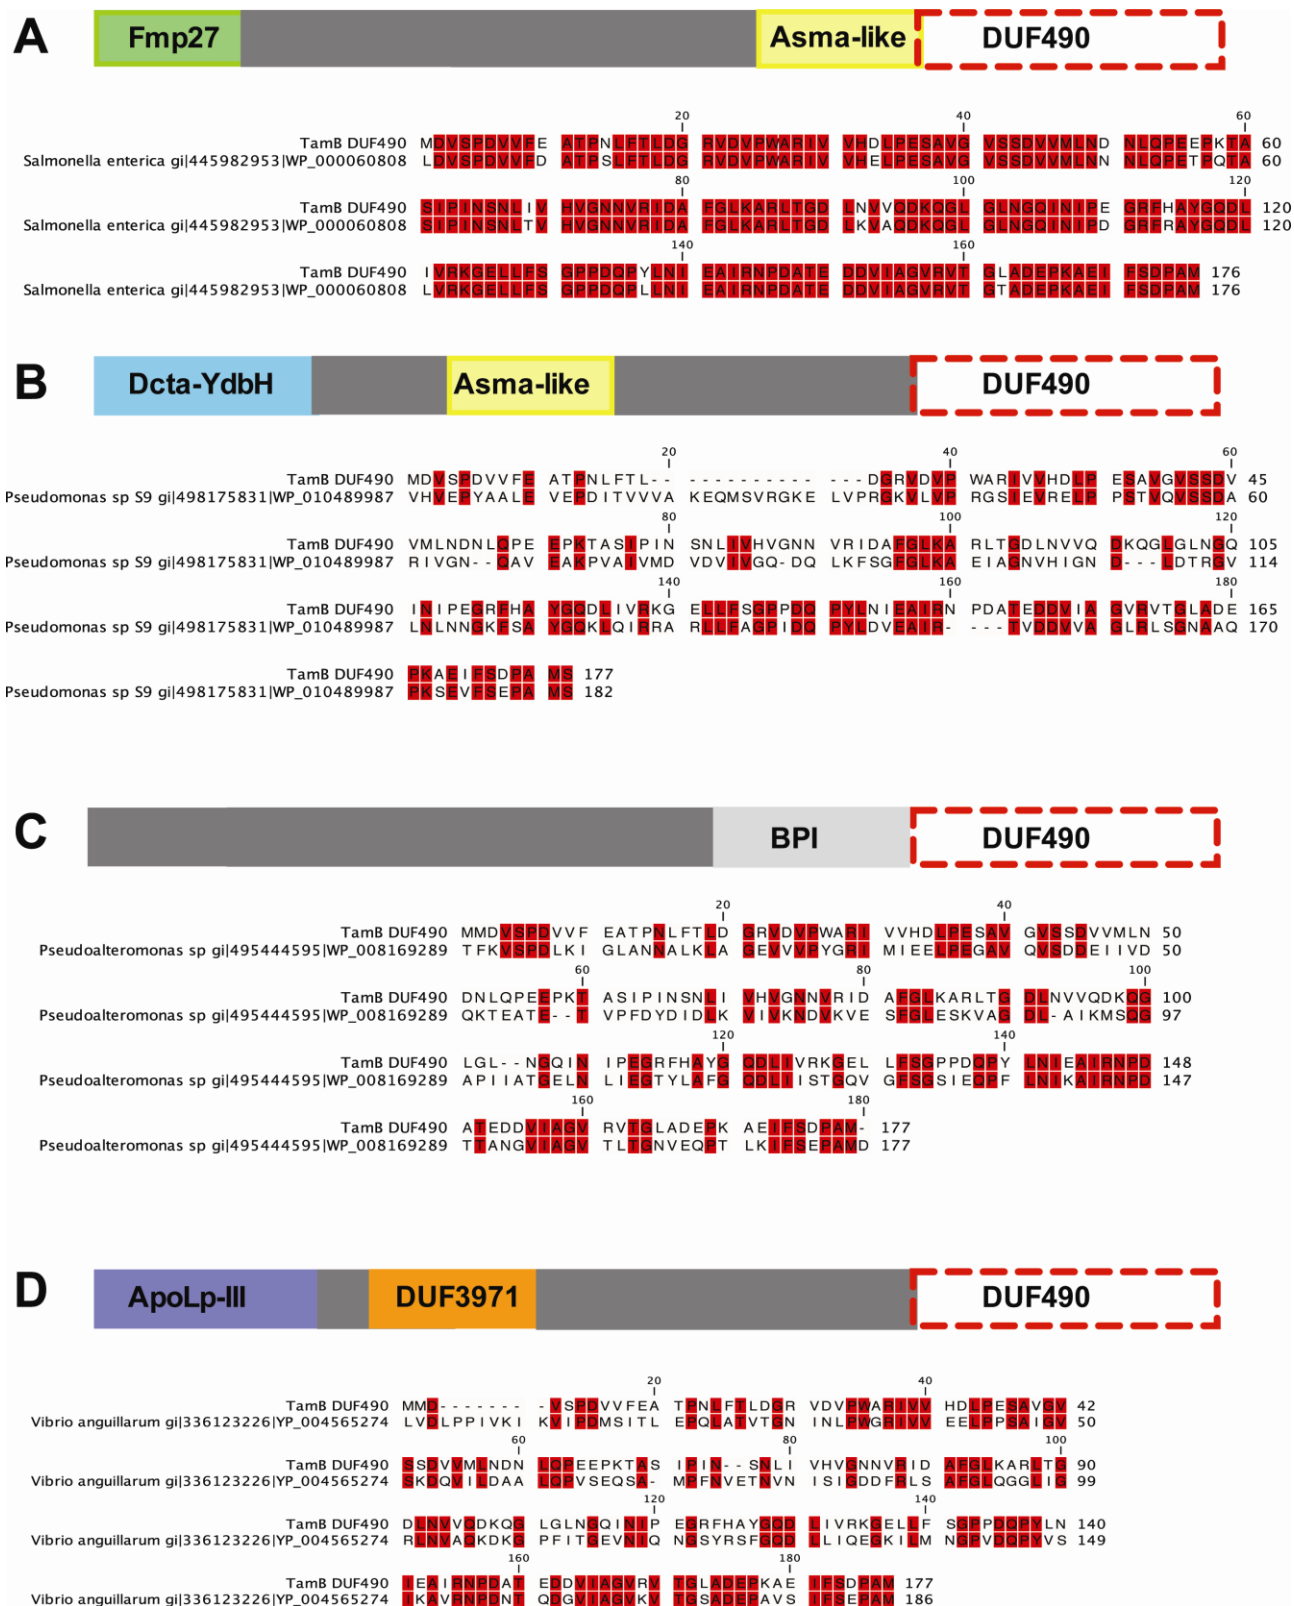 A Fmp27 Asma-like DUF490
20 40 60
TamB DUF490 MDVSPDVVFE ATPNLFTLDG RVDVPWARIV VHDLPESAVG VSSDVVMLND NLQPEEPKTA 60
Salmonella enterica gi|445982953|WP_000060808 LDVSPDVVFD ATPSLFTLDG RVDVPWARIV VHELPESAVG VSSDVVMLNN NLQPETPQTA 60
80 100 120
TamB DUF490 SIPINSNLIV HVGNNVRIDA FGLKARLTGD LNVVQDKQGL GLNGQINIPE GRFHAYGQDL 120
Salmonella enterica gi|445982953|WP_000060808 SIPINSNLTV HVGNNVRIDA FGLKARLTGD LKVAQDKQGL GLNGQINIPD GRFRAYGQDL 120
140 160
TamB DUF490 IVRKGELLFS GPPDQPYLNI EAIRNPDATE DDVIAGVRVT GLADEPKAEI FSDPAM 176
Salmonella enterica gi|445982953|WP_000060808 LVRKGELLFS GPPDQPLLNI EAIRNPDATE DDVIAGVRVT GTADEPKAEI FSDPAM 176
B Dcta-YdbH Asma-like DUF490
20 40 60
TamB DUF490 MDVSPDVVFE ATPNLFTL-- ---------- ---DGRVDVP WARIVVHDLP ESAVGVSSDV 45
Pseudomonas sp S9 gi|498175831|WP_010489987 VHVEPYAALE VEPDITVVVA KEQMSVRGKE LVPRGKVLVP RGSIEVRELP PSTVQVSSDA 60
80 100 120
TamB DUF490 VMLNDNLQPE EPKTASIPIN SNLIVHVGNN VRIDAFGLKA RLTGDLNVVQ DKQGLGLNGQ 105
Pseudomonas sp S9 gi|498175831|WP_010489987 RIVGN--QAV EAKPVAIVMD VDVIVGQ-DQ LKFSGFGLKA EIAGNVHIGN D---LDTRGV 114
140 160 180
TamB DUF490 INIPEGRFHA YGQDLIVRKG ELLFSGPPDQ PYLNIEAIRN PDATEDDVIA GVRVTGLADE 165
Pseudomonas sp S9 gi|498175831|WP_010489987 LNLNNGKFSA YGQKLQIRRA RLLFAGPIDQ PYLDVEAIR- ---TVDDVVA GLRLSGNAAQ 170
TamB DUF490 PKAEIFSDPA MS 177
Pseudomonas sp S9 gi|498175831|WP_010489987 PKSEVFSEPA MS 182
C BPI DUF490
20 40
TamB DUF490 MMDVSPDVVF EATPNLFTLD GRVDVPWARI VVHDLPESAV GVSSDVVMLN 50
Pseudoalteromonas sp gi|495444595|WP_008169289 TFKVSPDLKI GLANNALKLA GEVVVPYGRI MIEELPEGAV QVSDDEIIVD 50
60 80 100
TamB DUF490 DNLQPEEPKT ASIPINSNLI VHVGNNVRID AFGLKARLTG DLNVVQDKQG 100
Pseudoalteromonas sp gi|495444595|WP_008169289 QKTEATE--T VPFDYDIDLK VIVKNDVKVE SFGLESKVAG DL-AIKMSQG 97
120 140
TamB DUF490 LGL--NGQIN IPEGRFHAYG QDLIVRKGEL LFSGPPDQPY LNIEAIRNPD 148
Pseudoalteromonas sp gi|495444595|WP_008169289 APIIATGELN LIEGTYLAFG QDLIISTGQV GFSGSIEQPF LNIKAIRNPD 147
160 180
TamB DUF490 ATEDDVIAGV RVTGLADEPK AEIFSDPAM- 177
Pseudoalteromonas sp gi|495444595|WP_008169289 TTANGVIAGV TLTGNVEQPT LKIFSEPAMD 177
D ApoLp-III DUF3971 DUF490
20 40
TamB DUF490 MMD------- -VSPDVVFEA TPNLFTLDGR VDVPWARIVV HDLPESAVGV 42
Vibrio anguillarum gi|336123226|YP_004565274 LVDLPPIVKI KVIPDMSITL EPQLATVTGN INLPWGRIVV EELPPSAIGV 50
60 80 100
TamB DUF490 SSDVVMLNDN LQPEEPKTAS IPIN--SNLI VHVGNNVRID AFGLKARLTG 90
Vibrio anguillarum gi|336123226|YP_004565274 SKDQVILDAA LQPVSEQSA- MPFNVETNVN ISIGDDFRLS AFGLQGGLIG 99
120 140
TamB DUF490 DLNVVQDKQG LGLNGQINIP EGRFHAYGQD LIVRKGELLF SGPPDQPYLN 140
Vibrio anguillarum gi|336123226|YP_004565274 RLNVAQKDKG PFITGEVNIQ NGSYRSFGQD LLIQEGKILM NGPVDQPYVS 149
160 180
TamB DUF490 IEAIRNPDAT EDDVIAGVRV TGLADEPKAE IFSDPAM 177
Vibrio anguillarum gi|336123226|YP_004565274 IKAVRNPDNT QDGVIAGVKV TGSADEPAVS IFSEPAM 186